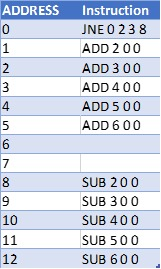 ADDRESS Instruction
0 JNE 0 2 3 8
1 ADD 2 0 0
2 ADD 3 0 0
3 ADD 4 0 0
4 ADD 5 0 0
5 ADD 6 0 0
6
7
8 SUB 2 0 0
9 SUB 3 0 0
10 SUB 4 0 0
11 SUB 5 0 0
12 SUB 6 0 0